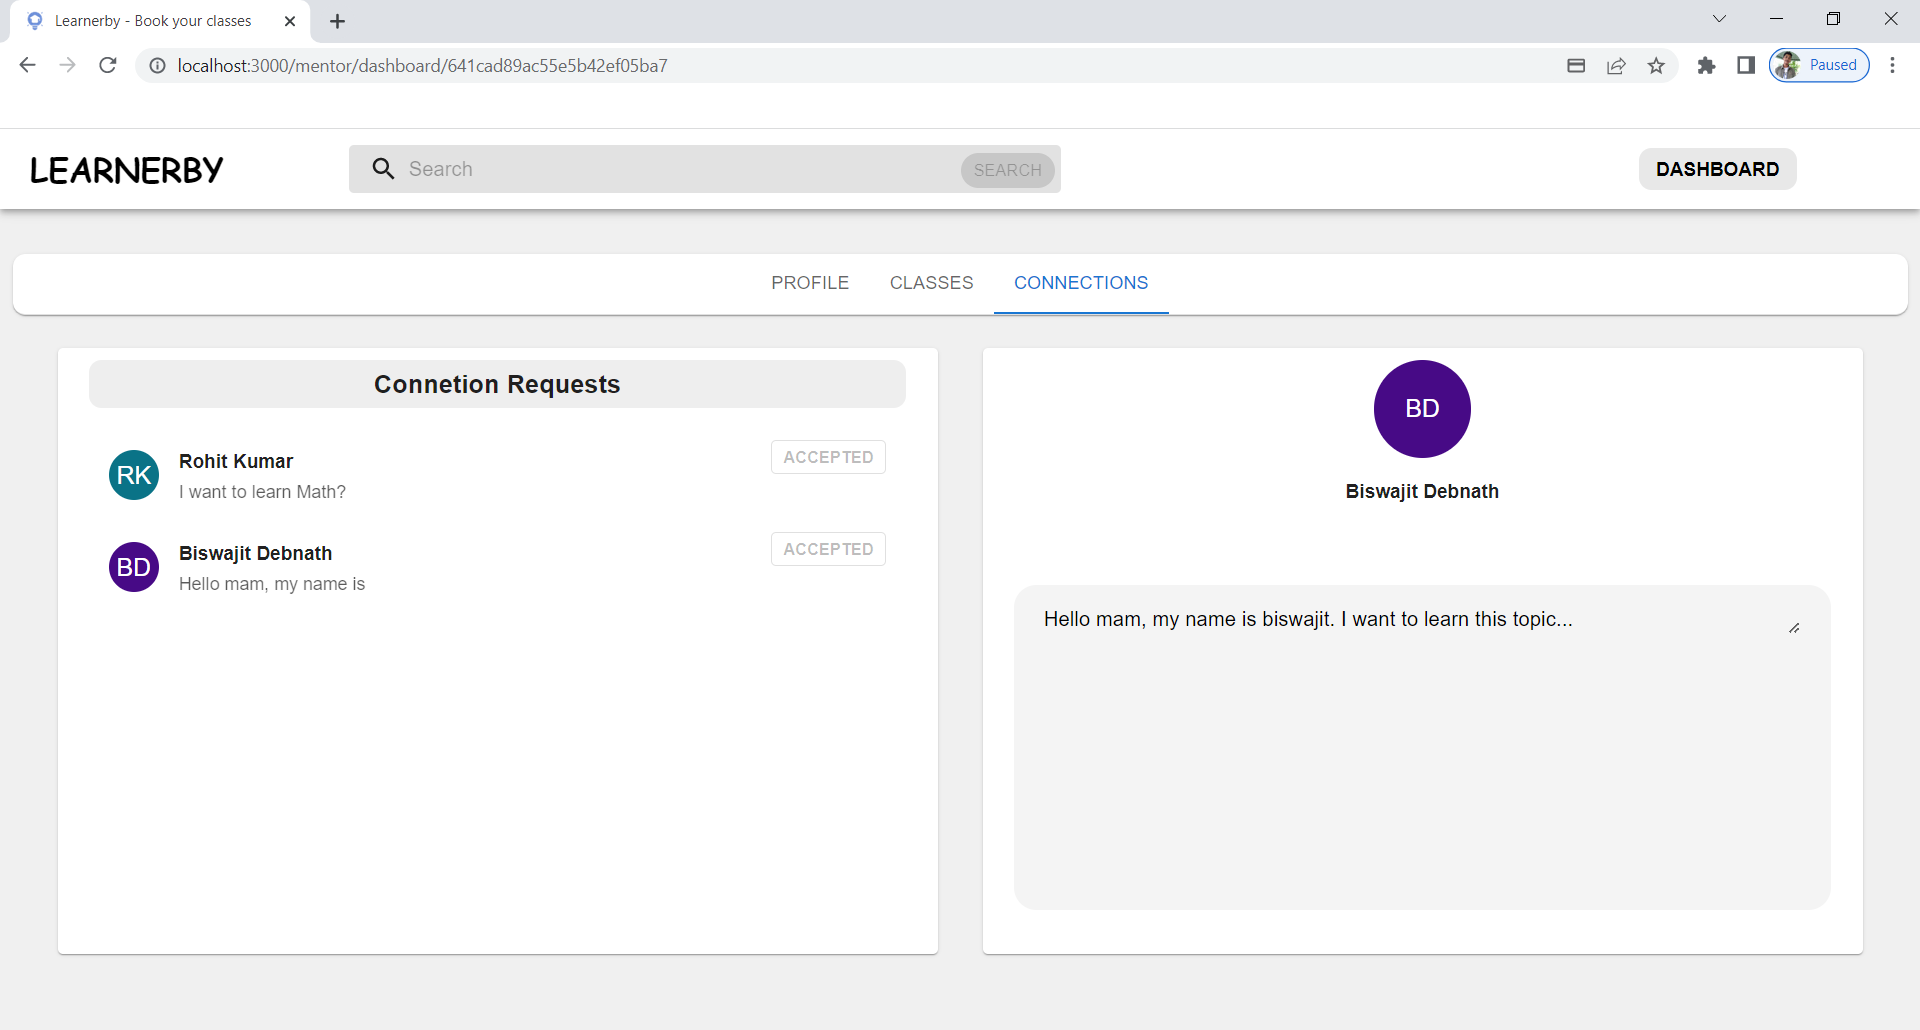 Learnerby - Book your classes
localhost:3000/mentor/dashboard/641cad89ac55e5b42ef05ba7
Paused
LEARNERBY
Search
SEARCH
DASHBOARD
PROFILE
CLASSES
CONNECTIONS
Connetion Requests
RK
Rohit Kumar
I want to learn Math?
ACCEPTED
BD
Biswajit Debnath
Hello mam, my name is
ACCEPTED
BD
Biswajit Debnath
Hello mam, my name is biswajit. I want to learn this topic...